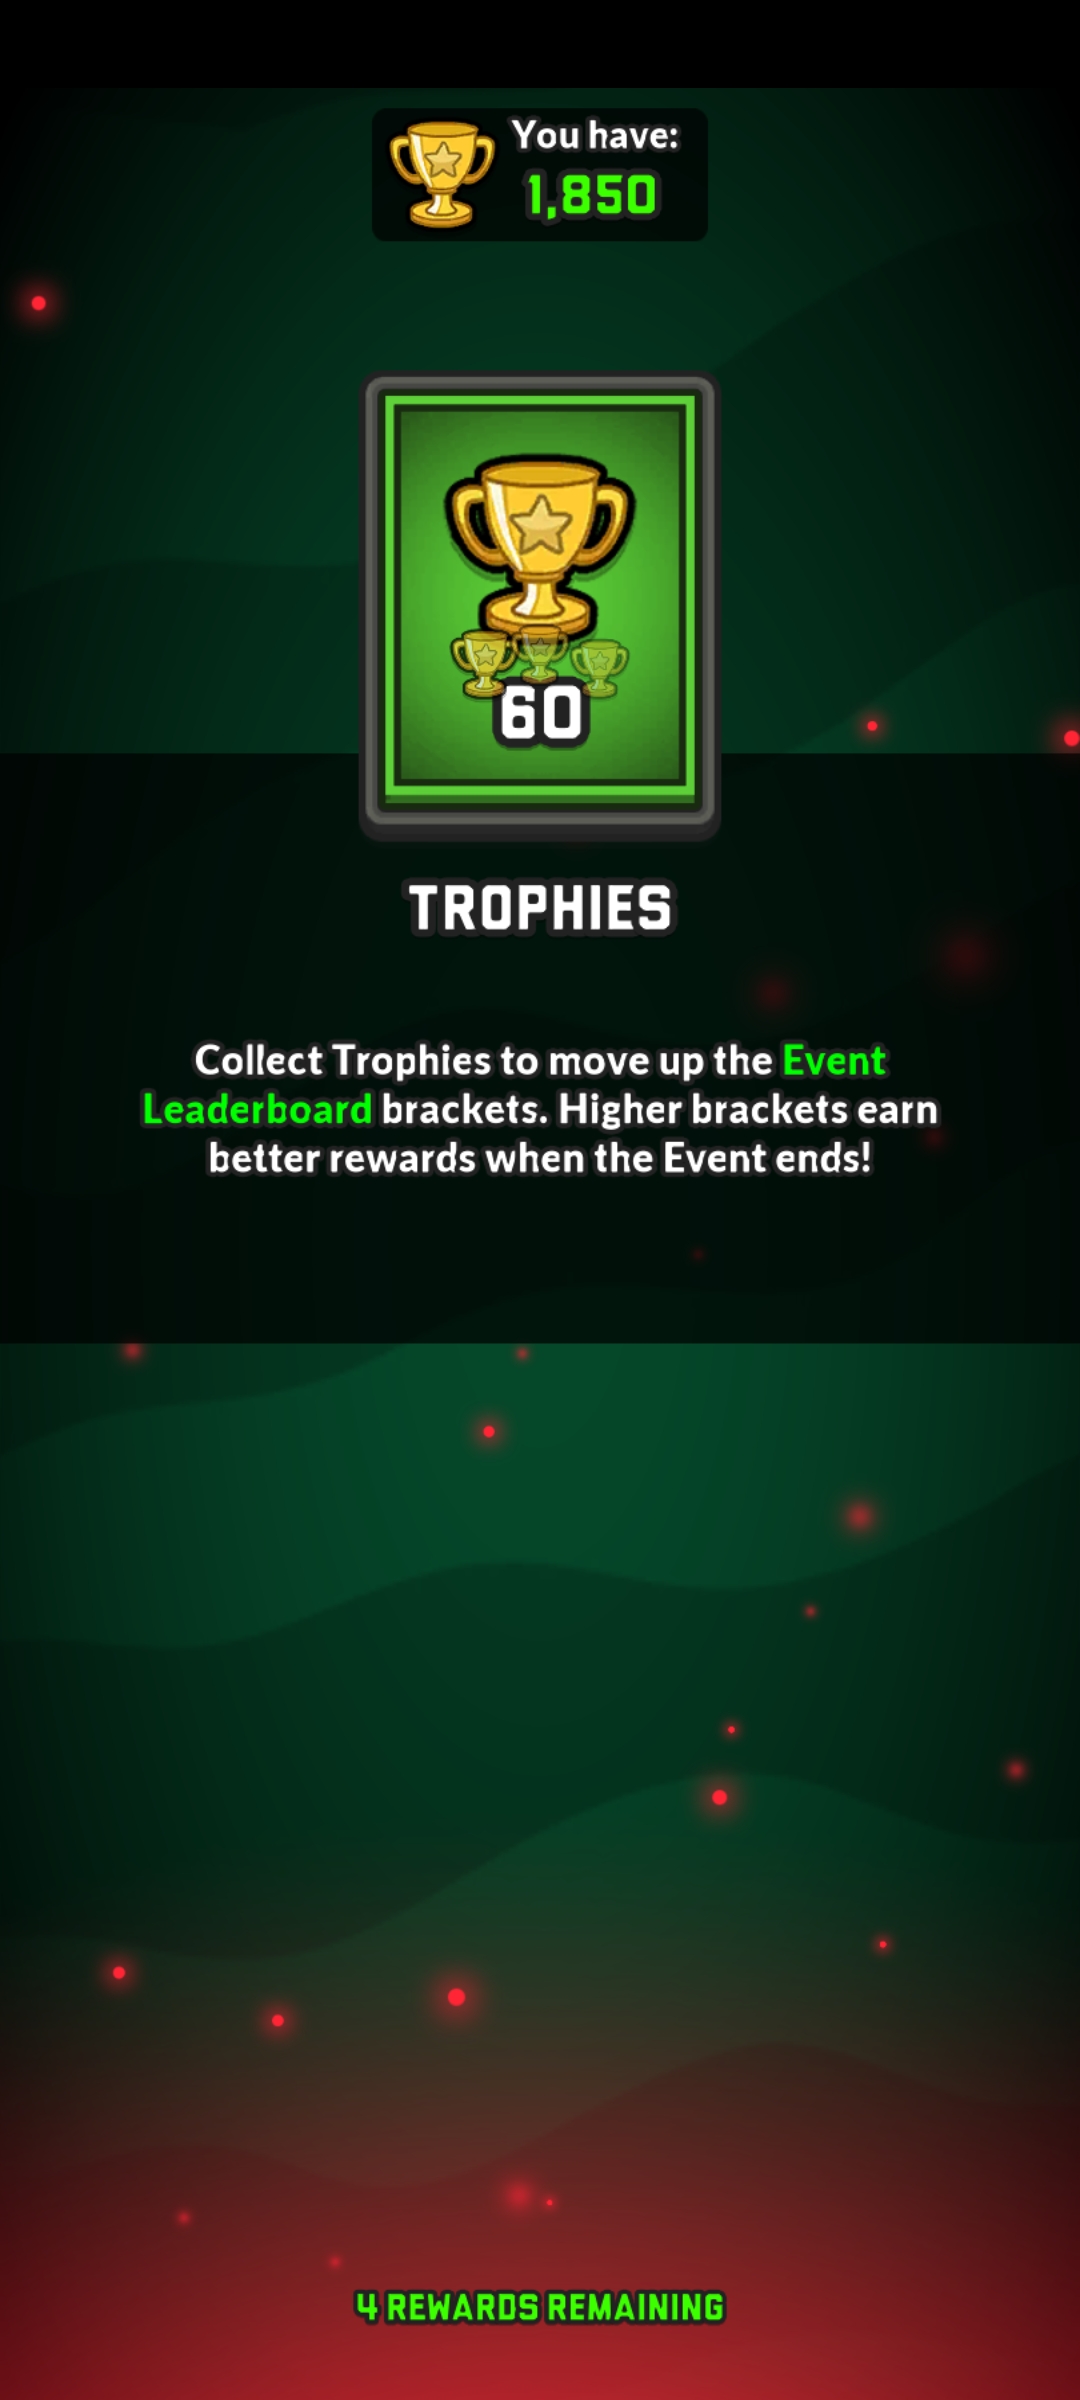 You have:
1,850
60
TROPHIES
Collect Trophies to move up the Event
Leaderboard brackets. Higher brackets earn
better rewards when the Event ends!
4 REWARDS REMAINING